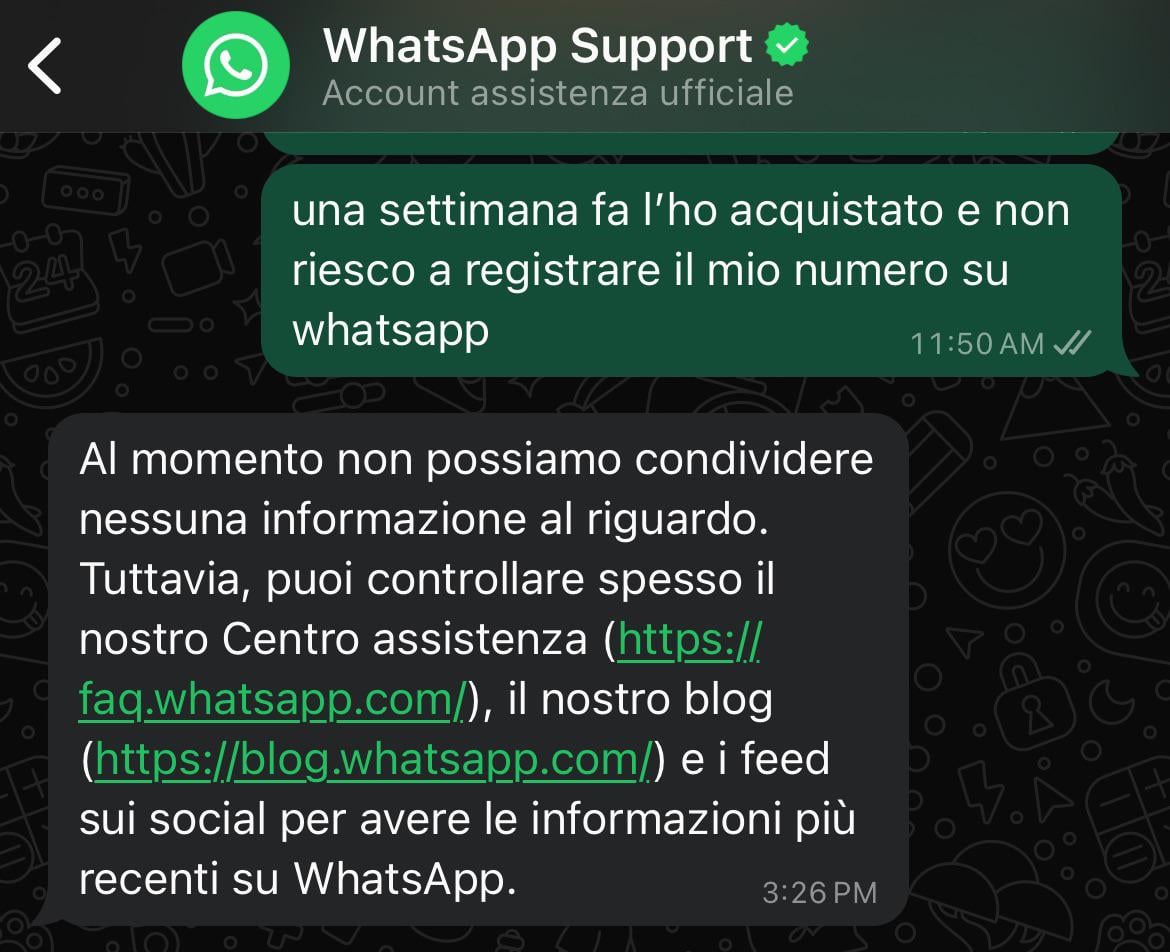 WhatsApp Support
Account assistenza ufficiale
una settimana fa l’ho acquistato e non
riesco a registrare il mio numero su
whatsapp
11:50 AM
Al momento non possiamo condividere
nessuna informazione al riguardo.
Tuttavia, puoi controllare spesso il
nostro Centro assistenza (https://
faq.whatsapp.com/), il nostro blog
(https://blog.whatsapp.com/) e i feed
sui social per avere le informazioni più
recenti su WhatsApp.
3:26 PM